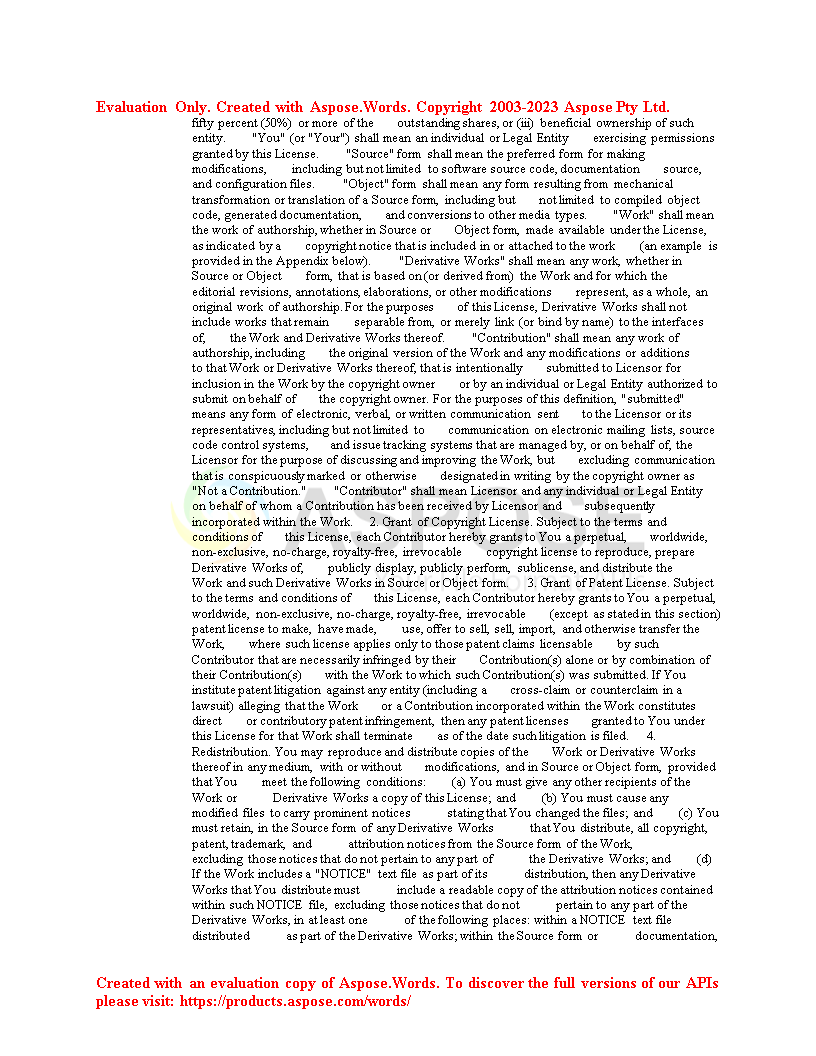 Evaluation Only. Created with Aspose.Words. Copyright 2003-2023 Aspose Pty Ltd.
fifty percent (50%) or more of the outstanding shares, or (iii) beneficial ownership of such
entity. "You" (or "Your") shall mean an individual or Legal Entity exercising permissions
granted by this License. "Source" form shall mean the preferred form for making
modifications, including but not limited to software source code, documentation source,
and configuration files. "Object" form shall mean any form resulting from mechanical
transformation or translation of a Source form, including but not limited to compiled object
code, generated documentation, and conversions to other media types. "Work" shall mean
the work of authorship, whether in Source or Object form, made available under the License,
as indicated by a copyright notice that is included in or attached to the work (an example is
provided in the Appendix below). "Derivative Works" shall mean any work, whether in
Source or Object form, that is based on (or derived from) the Work and for which the
editorial revisions, annotations, elaborations, or other modifications represent, as a whole, an
original work of authorship. For the purposes of this License, Derivative Works shall not
include works that remain separable from, or merely link (or bind by name) to the interfaces
of, the Work and Derivative Works thereof. "Contribution" shall mean any work of
authorship, including the original version of the Work and any modifications or additions
to that Work or Derivative Works thereof, that is intentionally submitted to Licensor for
inclusion in the Work by the copyright owner or by an individual or Legal Entity authorized to
submit on behalf of the copyright owner. For the purposes of this definition, "submitted"
means any form of electronic, verbal, or written communication sent to the Licensor or its
representatives, including but not limited to communication on electronic mailing lists, source
code control systems, and issue tracking systems that are managed by, or on behalf of, the
Licensor for the purpose of discussing and improving the Work, but excluding communication
that is conspicuously marked or otherwise designated in writing by the copyright owner as
"Not a Contribution." "Contributor" shall mean Licensor and any individual or Legal Entity
on behalf of whom a Contribution has been received by Licensor and subsequently
incorporated within the Work. 2. Grant of Copyright License. Subject to the terms and
conditions of this License, each Contributor hereby grants to You a perpetual, worldwide,
non-exclusive, no-charge, royalty-free, irrevocable copyright license to reproduce, prepare
Derivative Works of, publicly display, publicly perform, sublicense, and distribute the
Work and such Derivative Works in Source or Object form. 3. Grant of Patent License. Subject
to the terms and conditions of this License, each Contributor hereby grants to You a perpetual,
worldwide, non-exclusive, no-charge, royalty-free, irrevocable (except as stated in this section)
patent license to make, have made, use, offer to sell, sell, import, and otherwise transfer the
Work, where such license applies only to those patent claims licensable by such
Contributor that are necessarily infringed by their Contribution(s) alone or by combination of
their Contribution(s) with the Work to which such Contribution(s) was submitted. If You
institute patent litigation against any entity (including a cross-claim or counterclaim in a
lawsuit) alleging that the Work or a Contribution incorporated within the Work constitutes
direct or contributory patent infringement, then any patent licenses granted to You under
this License for that Work shall terminate as of the date such litigation is filed. 4.
Redistribution. You may reproduce and distribute copies of the Work or Derivative Works
thereof in any medium, with or without modifications, and in Source or Object form, provided
that You meet the following conditions: (a) You must give any other recipients of the
Work or Derivative Works a copy of this License; and (b) You must cause any
modified files to carry prominent notices stating that You changed the files; and (c) You
must retain, in the Source form of any Derivative Works that You distribute, all copyright,
patent, trademark, and attribution notices from the Source form of the Work,
excluding those notices that do not pertain to any part of the Derivative Works; and (d)
If the Work includes a "NOTICE" text file as part of its distribution, then any Derivative
Works that You distribute must include a readable copy of the attribution notices contained
within such NOTICE file, excluding those notices that do not pertain to any part of the
Derivative Works, in at least one of the following places: within a NOTICE text file
distributed as part of the Derivative Works; within the Source form or documentation,
ASPOSE
Created with an evaluation copy of Aspose.Words. To discover the full versions of our APIs
please visit: https://products.aspose.com/words/